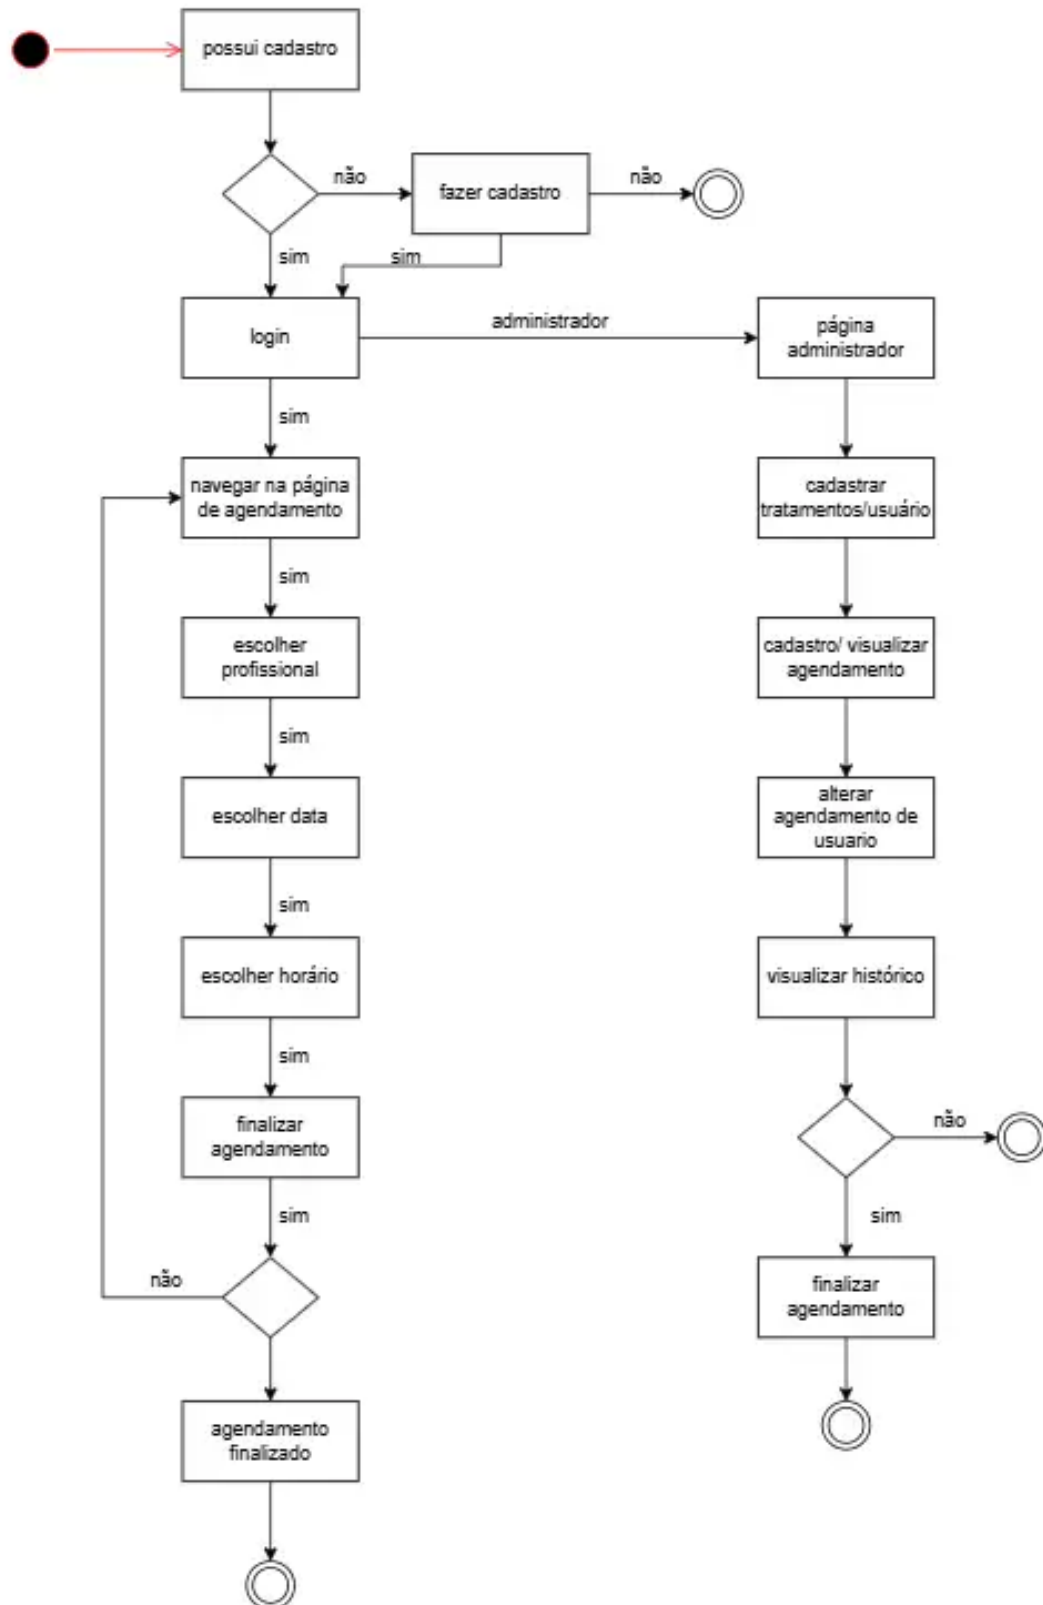 possui cadastro
não
fazer cadastro
não
sim
sim
login
administrador
página
administrador
sim
navegar na página
de agendamento
cadastrar
tratamentos/usuário
sim
escolher
profissional
cadastro/ visualizar
agendamento
sim
escolher data
alterar
agendamento de
usuario
sim
escolher horário
visualizar histórico
sim
finalizar
agendamento
não
sim
sim
não
finalizar
agendamento
agendamento
finalizado